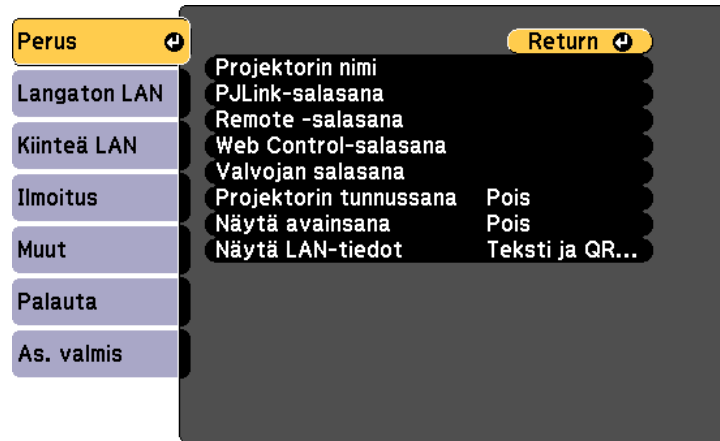 Perus
Langaton LAN
Kiinteä LAN
Ilmoitus
Muut
Palauta
As. valmis
Return
Projektorin nimi
PJLink-salasana
Remote -salasana
Web Control-salasana
Valvojan salasana
Projektorin tunnussana Pois
Näytä avainsana Pois
Näytä LAN-tiedot Teksti ja QR...